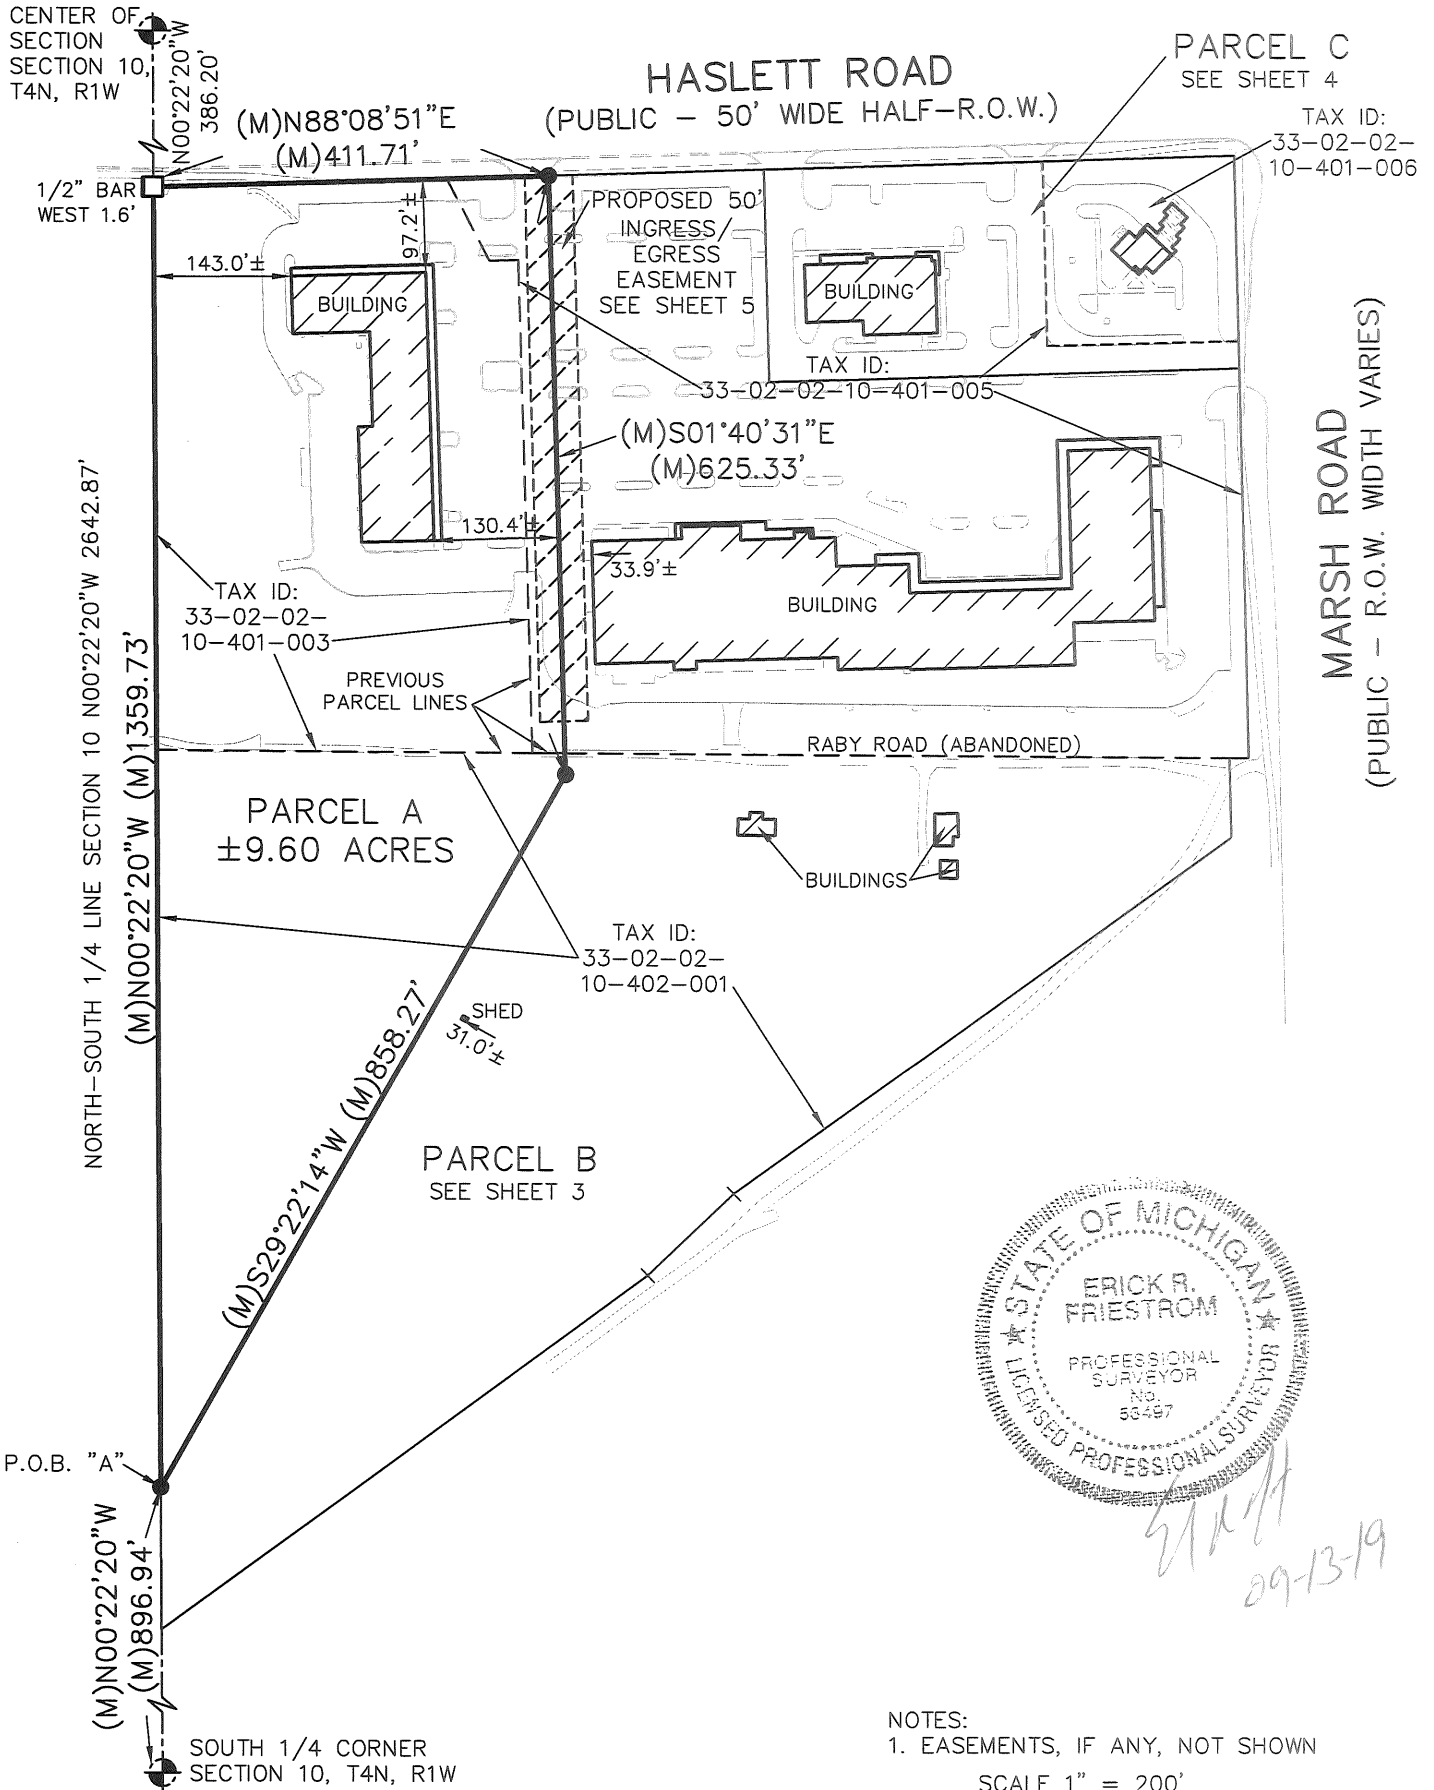 CENTER OF
SECTION
SECTION 10,
T4N, R1W
N00°22'20"W
386.20'
(M)N88°08'51"E
(M)411.71'
HASLETT ROAD
(PUBLIC – 50' WIDE HALF–R.O.W.)
PARCEL C
SEE SHEET 4
TAX ID:
33–02–02–
10–401–006
1/2" BAR
WEST 1.6'
143.0'±
97.2'±
BUILDING
PROPOSED 50'
INGRESS/
EGRESS
EASEMENT
SEE SHEET 5
BUILDING
TAX ID:
33–02–02–10–401–005
(M)S01°40'31"E
(M)625.33'
MARSH ROAD
(PUBLIC – R.O.W. WIDTH VARIES)
130.4'±
33.9'±
BUILDING
TAX ID:
33–02–02–
10–401–003
PREVIOUS
PARCEL LINES
RABY ROAD (ABANDONED)
NORTH–SOUTH 1/4 LINE SECTION 10 N00°22'20"W 2642.87'
(M)N00°22'20"W (M)1359.73'
PARCEL A
±9.60 ACRES
BUILDINGS
TAX ID:
33–02–02–
10–402–001
SHED
31.0'±
(M)S29°22'14"W (M)858.27'
PARCEL B
SEE SHEET 3
STATE OF MICHIGAN
ERICK R.
FRIESTROM
PROFESSIONAL
SURVEYOR
No.
53497
LICENSED PROFESSIONAL SURVEYOR
09-13-19
P.O.B. "A"
(M)N00°22'20"W
(M)896.94'
SOUTH 1/4 CORNER
SECTION 10, T4N, R1W
NOTES:
1. EASEMENTS, IF ANY, NOT SHOWN
SCALE 1" = 200'